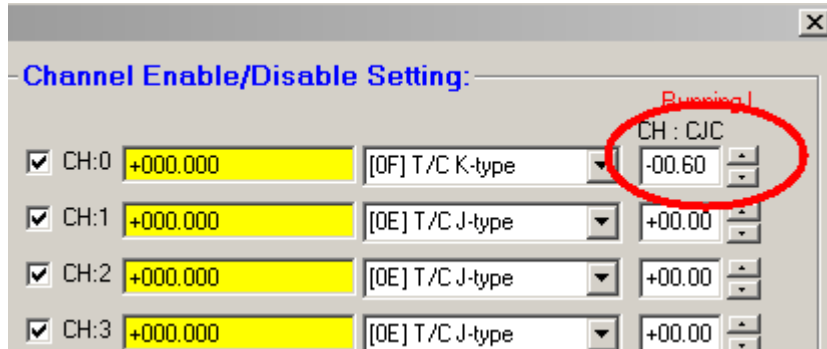 Channel Enable/Disable Setting:
Running !
CH : CJC
CH:0 +000.000 [0F] T/C K-type -00.60
CH:1 +000.000 [0E] T/C J-type +00.00
CH:2 +000.000 [0E] T/C J-type +00.00
CH:3 +000.000 [0E] T/C J-type +00.00